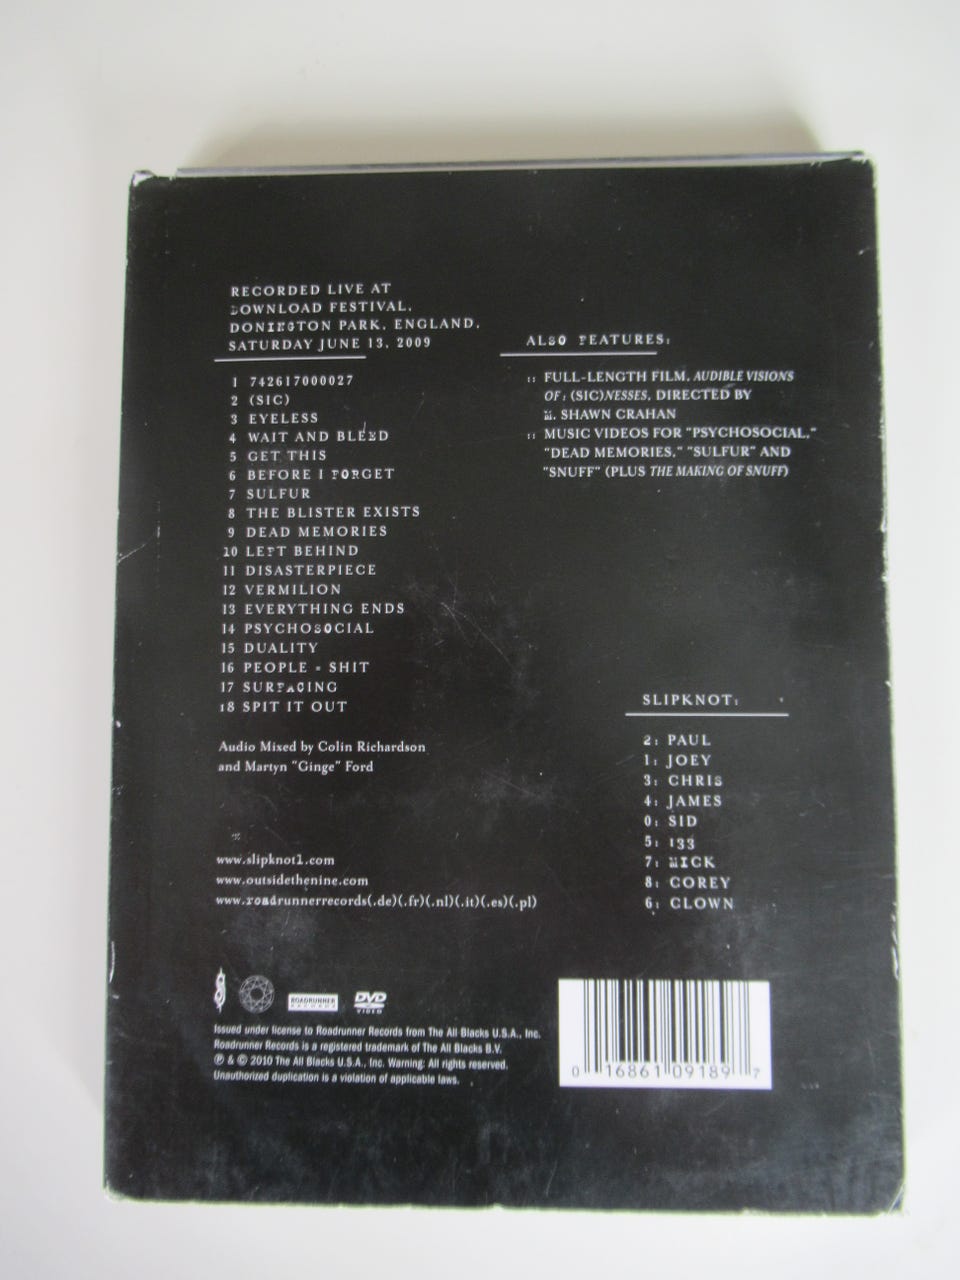 RECORDED LIVE AT
DOWNLOAD FESTIVAL,
DONINGTON PARK, ENGLAND,
SATURDAY JUNE 13, 2009
1 742617000027
2 (SIC)
3 EYELESS
4 WAIT AND BLEED
5 GET THIS
6 BEFORE I FORGET
7 SULFUR
8 THE BLISTER EXISTS
9 DEAD MEMORIES
10 LEFT BEHIND
11 DISASTERPIECE
12 VERMILION
13 EVERYTHING ENDS
14 PSYCHOSOCIAL
15 DUALITY
16 PEOPLE = SHIT
17 SURFACING
18 SPIT IT OUT
Audio Mixed by Colin Richardson
and Martyn "Ginge" Ford
www.slipknot1.com
www.outsidethenine.com
www.roadrunnerrecords(.de)(.fr)(.nl)(.it)(.es)(.pl)
ALSO FEATURES:
:: FULL-LENGTH FILM, AUDIBLE VISIONS
OF: (SIC)NESSES, DIRECTED BY
M. SHAWN CRAHAN
:: MUSIC VIDEOS FOR "PSYCHOSOCIAL,"
"DEAD MEMORIES," "SULFUR" AND
"SNUFF" (PLUS THE MAKING OF SNUFF)
SLIPKNOT:
2: PAUL
1: JOEY
3: CHRIS
4: JAMES
0: SID
5: 133
7: MICK
8: COREY
6: CLOWN
ROADRUNNER
RECORDS
DVD
VIDEO
Issued under license to Roadrunner Records from The All Blacks U.S.A., Inc.
Roadrunner Records is a registered trademark of The All Blacks B.V.
℗ & © 2010 The All Blacks U.S.A., Inc. Warning: All rights reserved.
Unauthorized duplication is a violation of applicable laws.
0 16861 09189 7